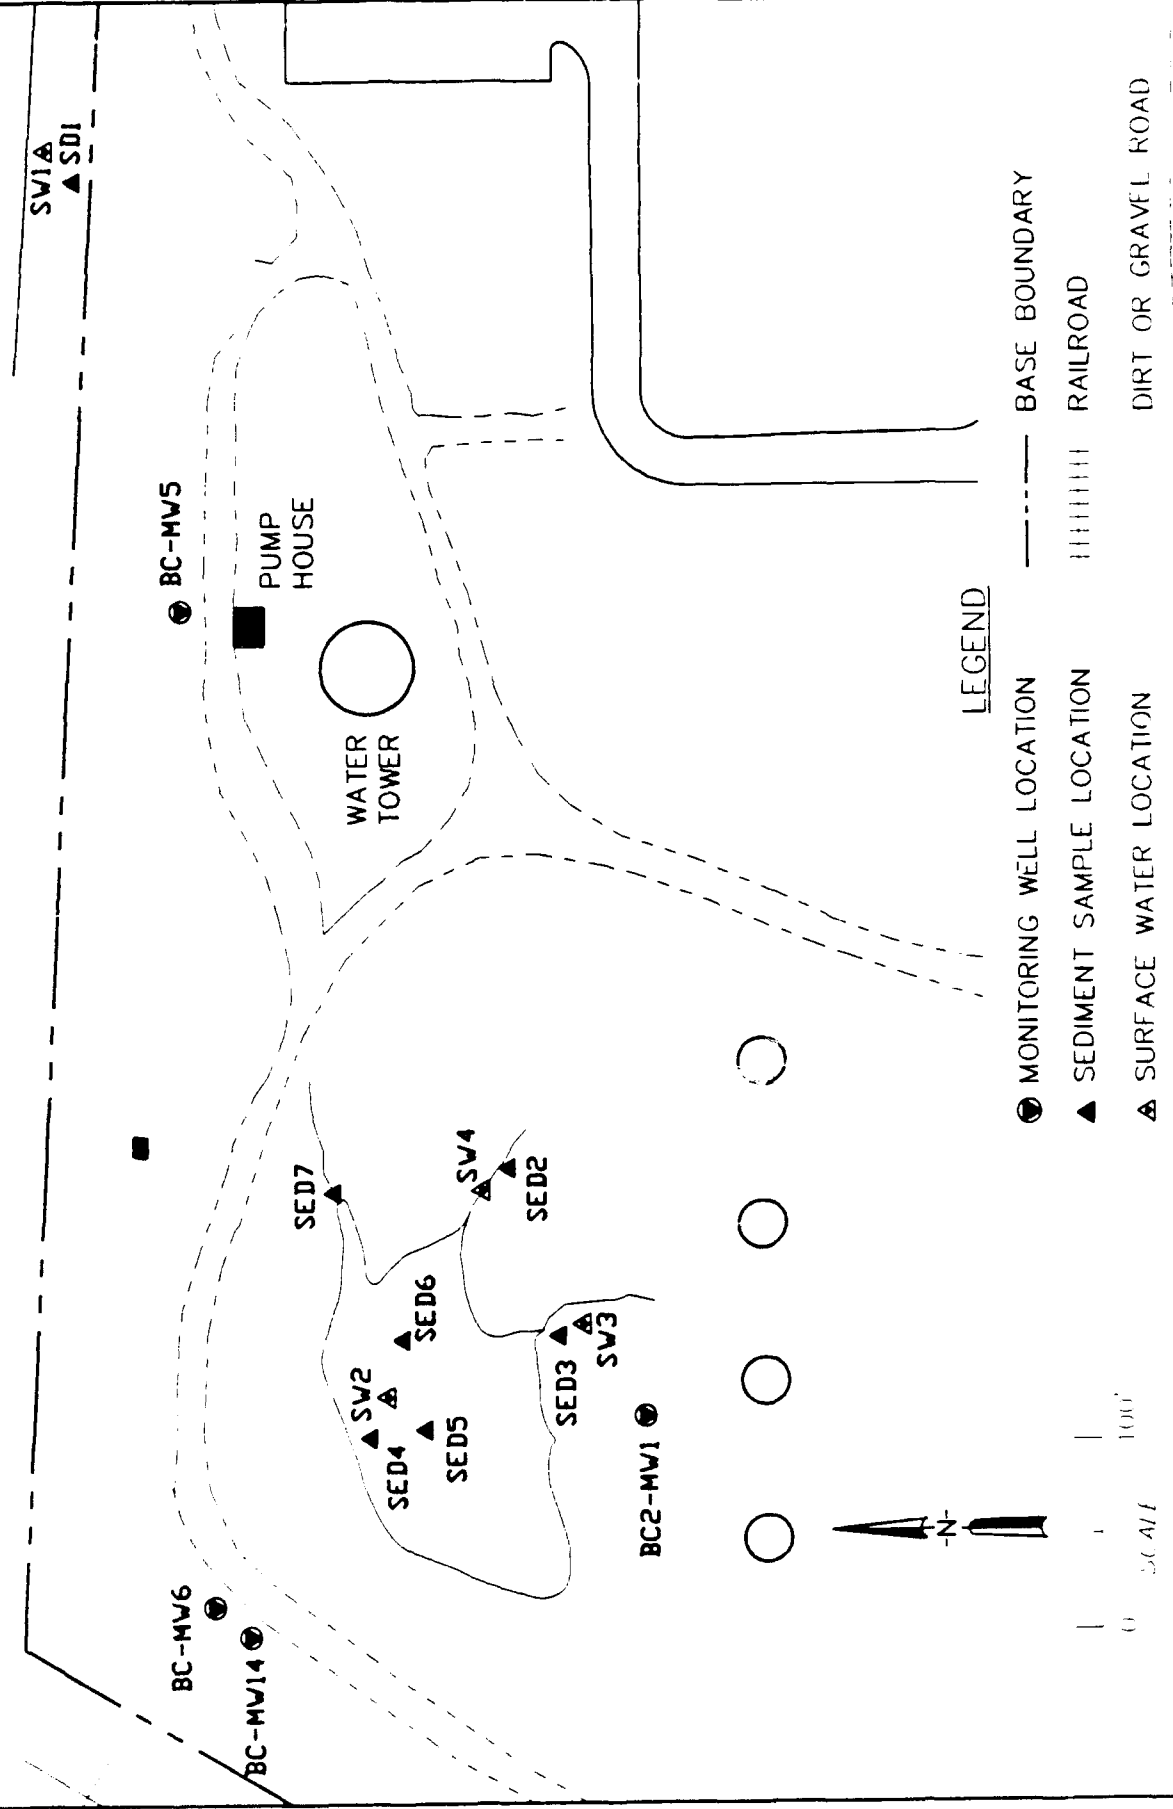 SW1
SD1
BC-MW5
PUMP
HOUSE
WATER
TOWER
SED7
SW4
SED2
SED6
SW2
SED4
SED5
SED3
SW3
BC2-MW1
BC-MW6
BC-MW14
-N-
LEGEND
MONITORING WELL LOCATION
SEDIMENT SAMPLE LOCATION
SURFACE WATER LOCATION
BASE BOUNDARY
RAILROAD
DIRT OR GRAVEL ROAD
0
100'
SCALE